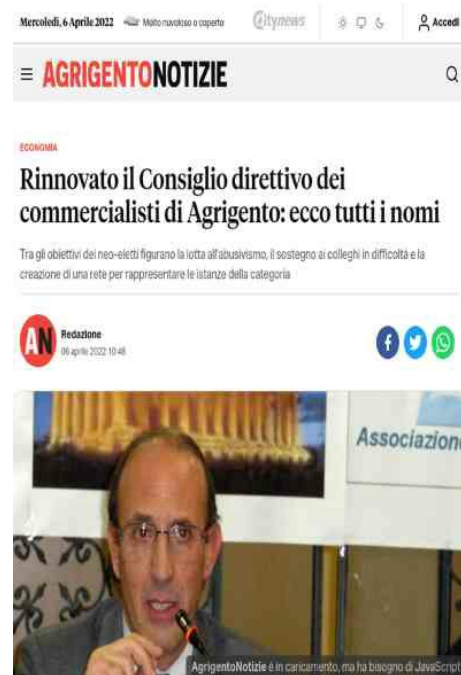 Mercoledì, 6 Aprile 2022 Molto nuvoloso o coperto Citynews Accedi
AGRIGENTONOTIZIE
ECONOMIA
Rinnovato il Consiglio direttivo dei
commercialisti di Agrigento: ecco tutti i nomi
Tra gli obiettivi dei neo-eletti figurano la lotta all'abusivismo, il sostegno ai colleghi in difficoltà e la
creazione di una rete per rappresentare le istanze della categoria
AN Redazione
06 aprile 2022 10:46
Associazion
AgrigentoNotizie è in caricamento, ma ha bisogno di JavaScript